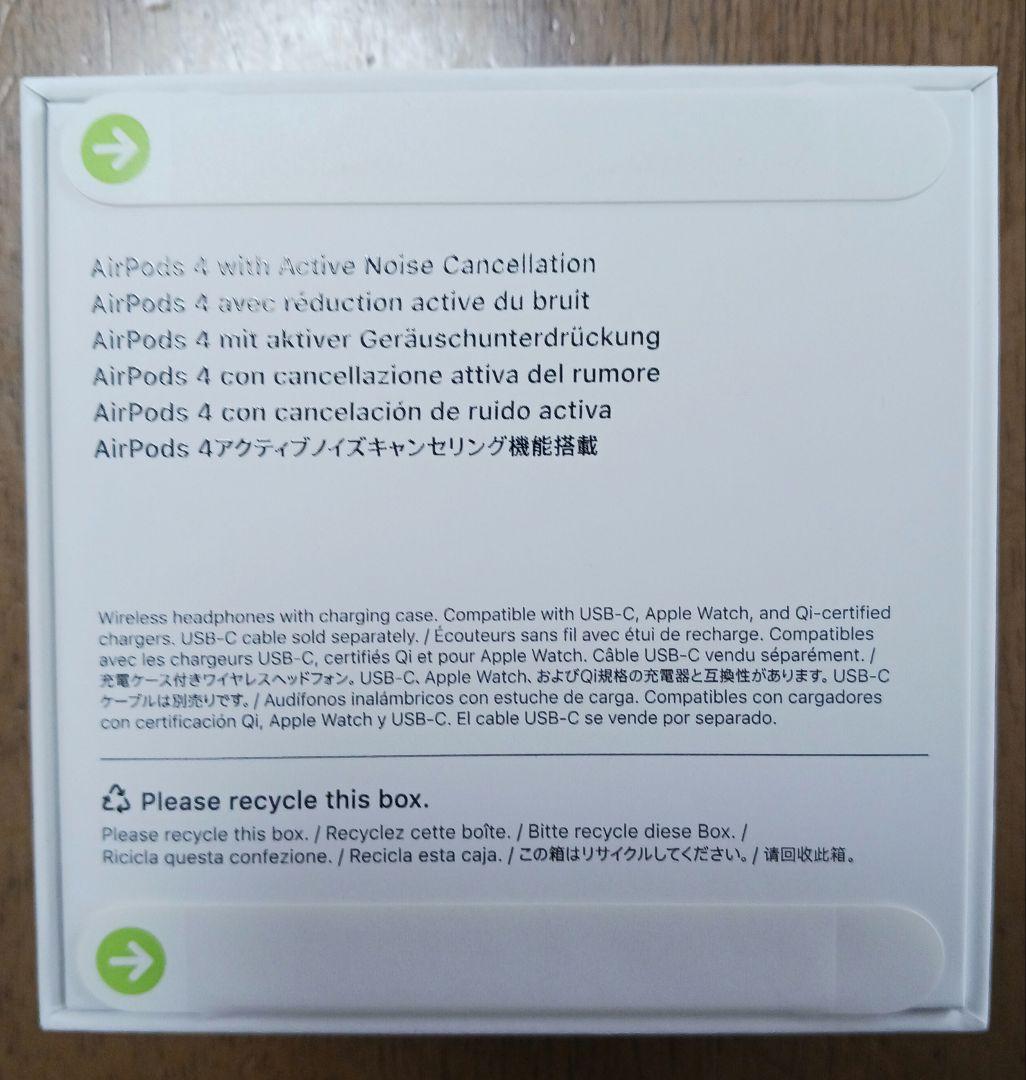 AirPods 4 with Active Noise Cancellation
AirPods 4 avec réduction active du bruit
AirPods 4 mit aktiver Geräuschunterdrückung
AirPods 4 con cancellazione attiva del rumore
AirPods 4 con cancelación de ruido activa
AirPods 4アクティブノイズキャンセリング機能搭載
Wireless headphones with charging case. Compatible with USB-C, Apple Watch, and Qi-certified
chargers. USB-C cable sold separately. / Écouteurs sans fil avec étui de recharge. Compatibles
avec les chargeurs USB-C, certifiés Qi et pour Apple Watch. Câble USB-C vendu séparément. /
充電ケース付きワイヤレスヘッドフォン。USB-C、Apple Watch、およびQi規格の充電器と互換性があります。USB-C
ケーブルは別売りです。/ Audífonos inalámbricos con estuche de carga. Compatibles con cargadores
con certificación Qi, Apple Watch y USB-C. El cable USB-C se vende por separado.
Please recycle this box.
Please recycle this box. / Recyclez cette boîte. / Bitte recycle diese Box. /
Ricicla questa confezione. / Recicla esta caja. / この箱はリサイクルしてください。/ 请回收此箱。